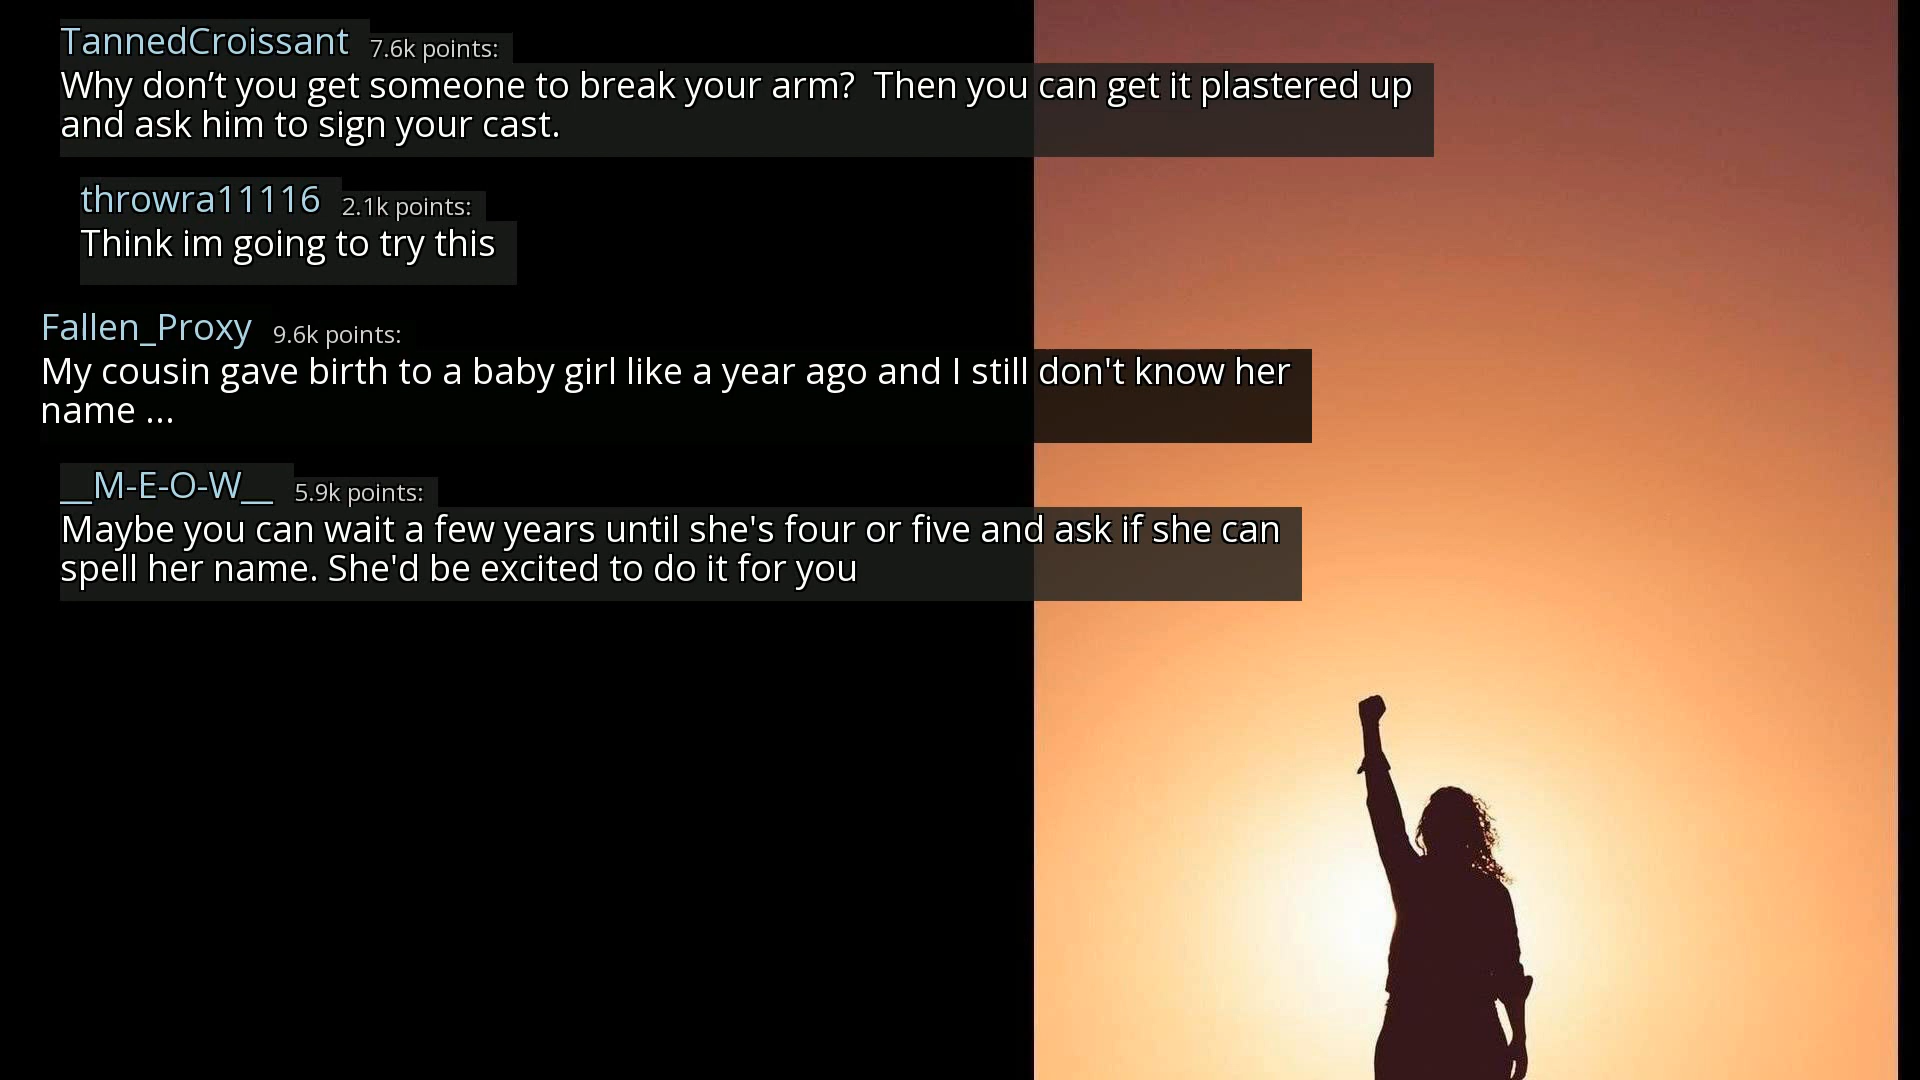 TannedCroissant 7.6k points:
Why don’t you get someone to break your arm?  Then you can get it plastered up
and ask him to sign your cast.
throwra11116 2.1k points:
Think im going to try this
Fallen_Proxy 9.6k points:
My cousin gave birth to a baby girl like a year ago and I still don't know her
name ...
__M-E-O-W__ 5.9k points:
Maybe you can wait a few years until she's four or five and ask if she can
spell her name. She'd be excited to do it for you